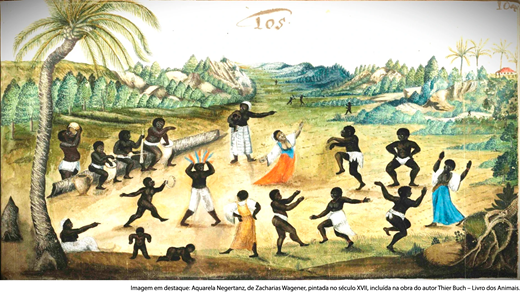 105
Imagem em destaque: Aquarela Negertanz, de Zacharias Wagener, pintada no século XVII, incluída na obra do autor Thier Buch – Livro dos Animais.